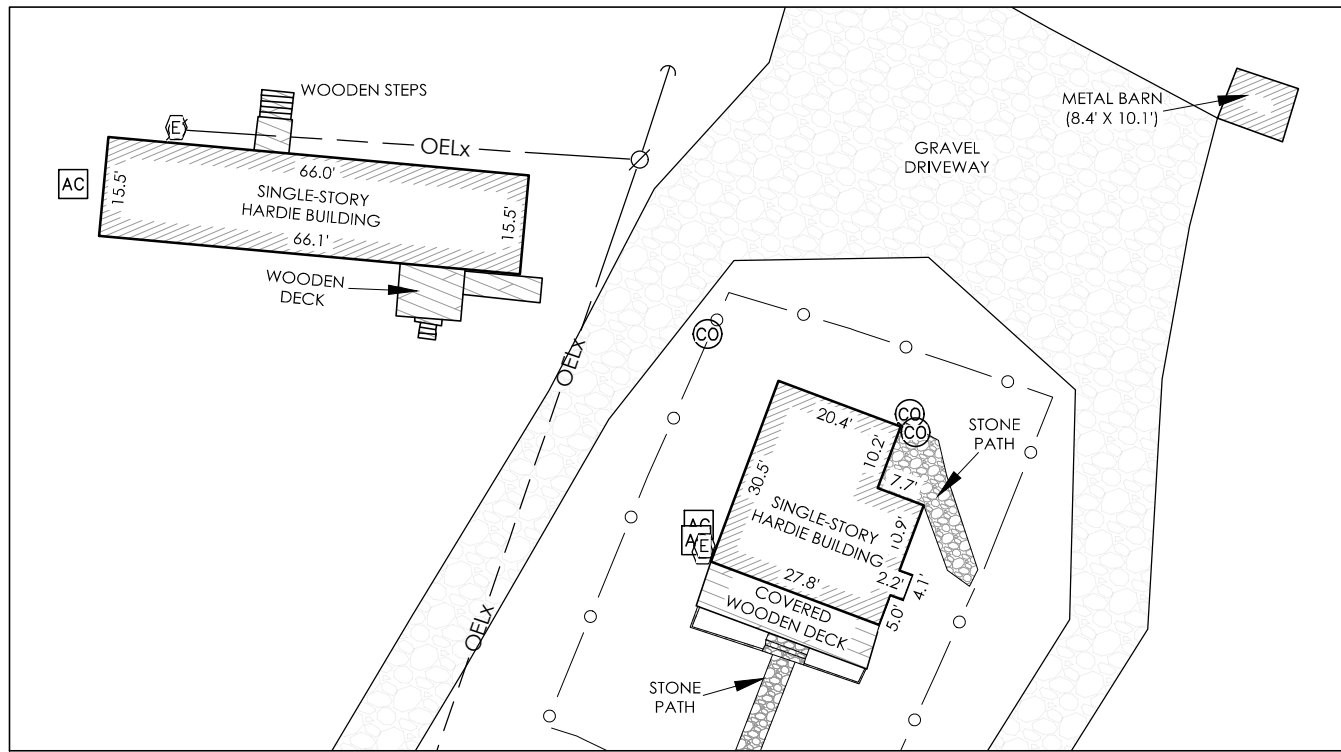 WOODEN STEPS
E
OELx
AC
66.0'
15.5'
SINGLE-STORY
HARDIE BUILDING
15.5'
66.1'
WOODEN
DECK
METAL BARN
(8.4' X 10.1')
GRAVEL
DRIVEWAY
OELx
CO
20.4'
CO
CO
STONE
PATH
10.2'
7.7'
30.5'
SINGLE-STORY
HARDIE BUILDING
10.9'
AC
A
E
27.8'
2.2'
4.1'
5.0'
COVERED
WOODEN DECK
OELx
STONE
PATH